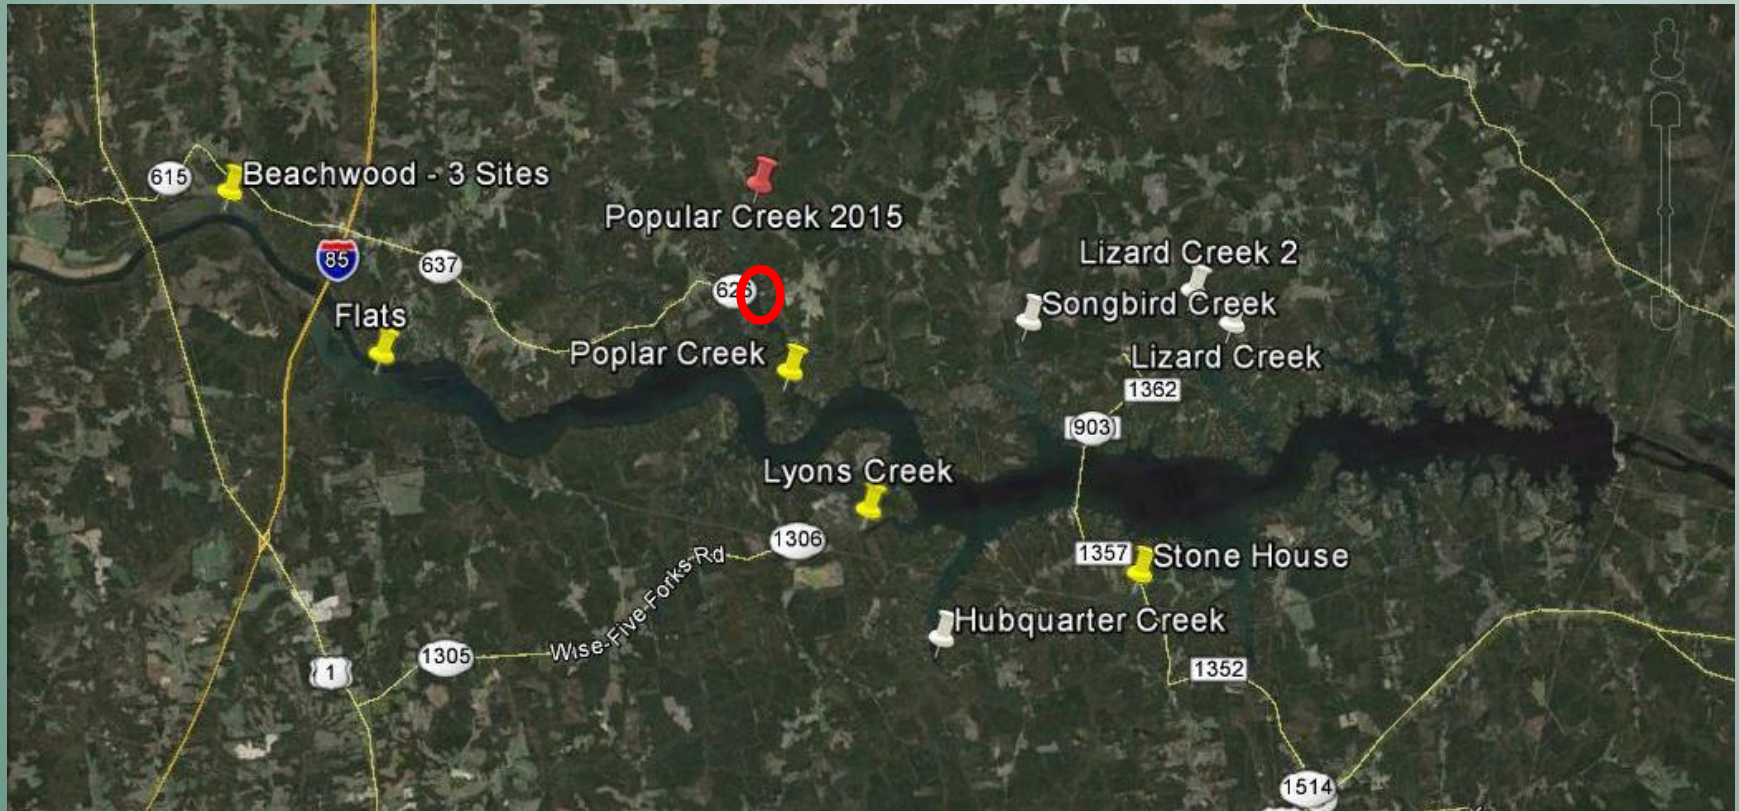 Beachwood - 3 Sites
615
Popular Creek 2015
85
637
Lizard Creek 2
626
Songbird Creek
Flats
Poplar Creek
Lizard Creek
1362
(903)
Lyons Creek
1306
1357
Stone House
Wise-Five-Forks Rd
Hubquarter Creek
1305
1
1352
1514